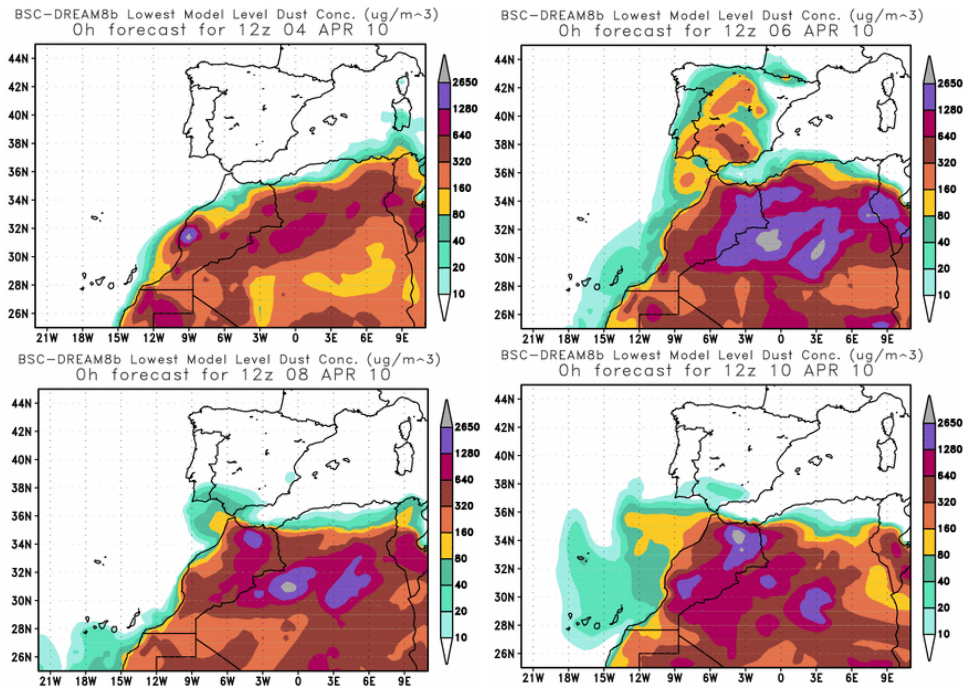 BSC-DREAM8b Lowest Model Level Dust Conc. (ug/m^3)
0h forecast for 12z 04 APR 10
44N
42N
40N
38N
36N
34N
32N
30N
28N
26N
21W 18W 15W 12W 9W 6W 3W 0 3E 6E 9E
2650
1280
640
320
160
80
40
20
10
BSC-DREAM8b Lowest Model Level Dust Conc. (ug/m^3)
0h forecast for 12z 06 APR 10
44N
42N
40N
38N
36N
34N
32N
30N
28N
26N
21W 18W 15W 12W 9W 6W 3W 0 3E 6E 9E
2650
1280
640
320
160
80
40
20
10
BSC-DREAM8b Lowest Model Level Dust Conc. (ug/m^3)
0h forecast for 12z 08 APR 10
44N
42N
40N
38N
36N
34N
32N
30N
28N
26N
21W 18W 15W 12W 9W 6W 3W 0 3E 6E 9E
2650
1280
640
320
160
80
40
20
10
BSC-DREAM8b Lowest Model Level Dust Conc. (ug/m^3)
0h forecast for 12z 10 APR 10
44N
42N
40N
38N
36N
34N
32N
30N
28N
26N
21W 18W 15W 12W 9W 6W 3W 0 3E 6E 9E
2650
1280
640
320
160
80
40
20
10